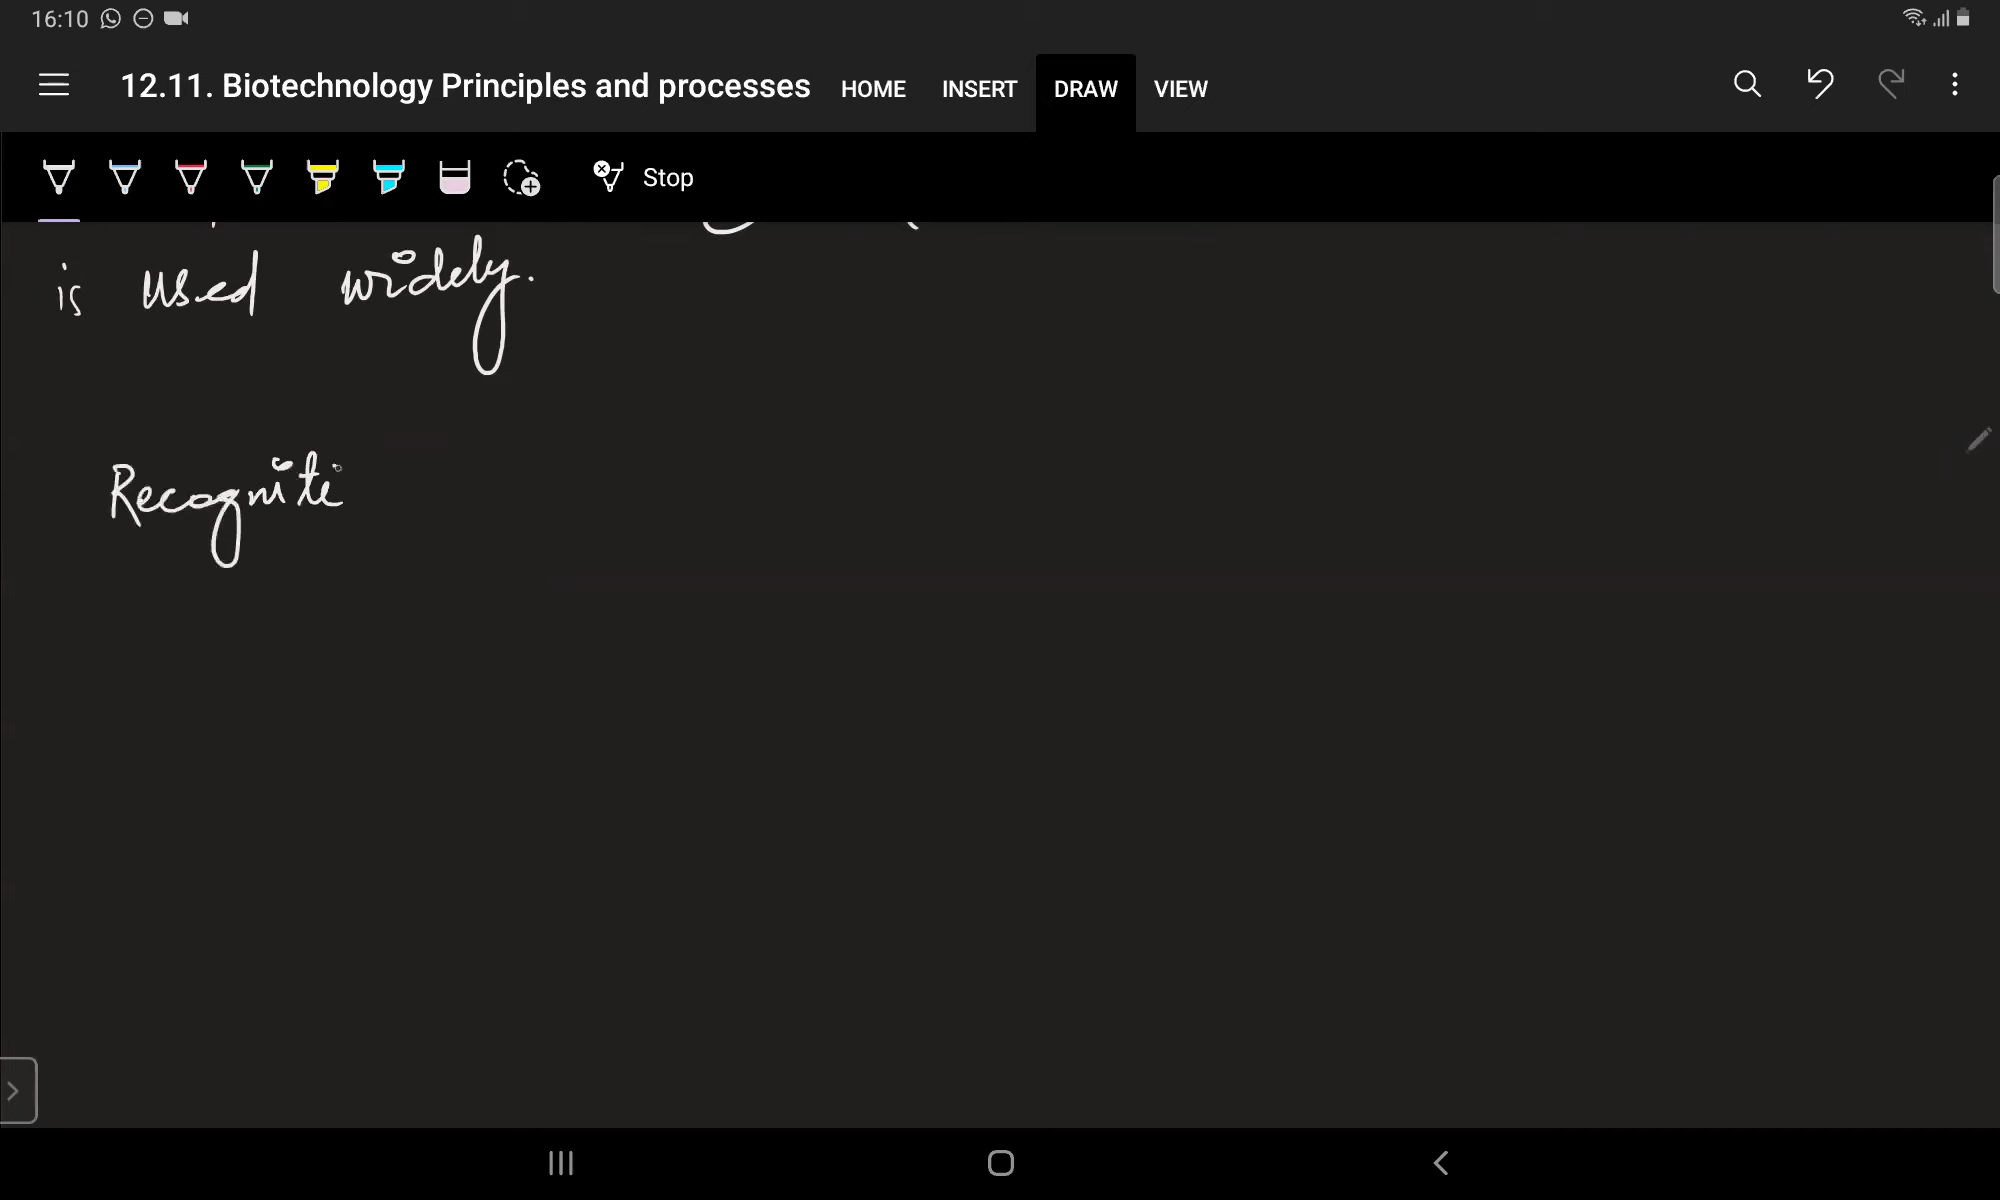 16:10
12.11. Biotechnology Principles and processes HOME INSERT DRAW VIEW
Stop
is used widely.
Recogniti